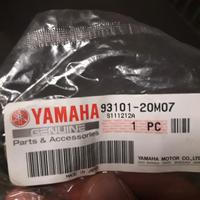 YAMAHA
GENUINE
Parts & Accessories
93101-20M07
S111212A
1 PC
YAMAHA MOTOR CO.,LTD.